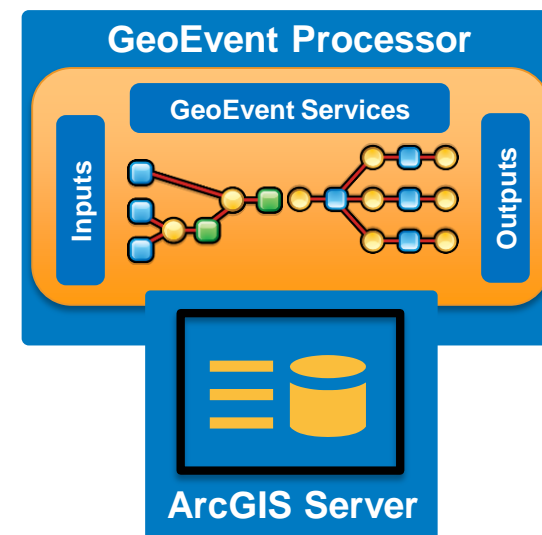 GeoEvent Processor
GeoEvent Services
Inputs
Outputs
ArcGIS Server